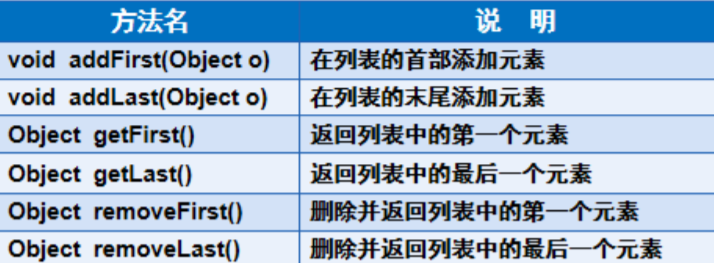 方法名 说 明
void addFirst(Object o) 在列表的首部添加元素
void addLast(Object o) 在列表的末尾添加元素
Object getFirst() 返回列表中的第一个元素
Object getLast() 返回列表中的最后一个元素
Object removeFirst() 删除并返回列表中的第一个元素
Object removeLast() 删除并返回列表中的最后一个元素